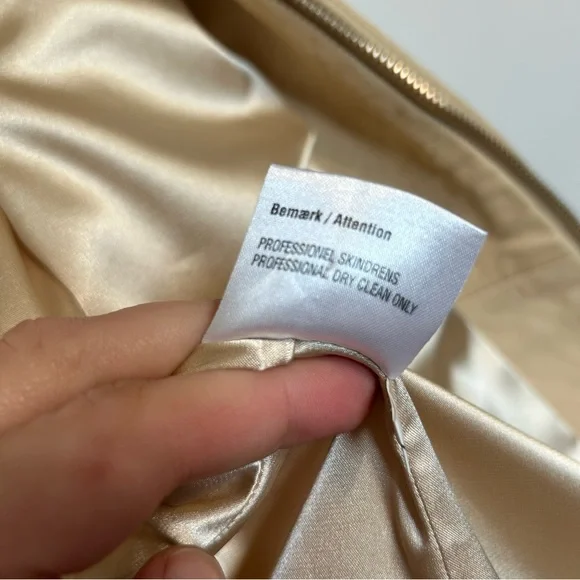 Bemærk / Attention
PROFESSIONEL SKINDRENS
PROFESSIONAL DRY CLEAN ONLY